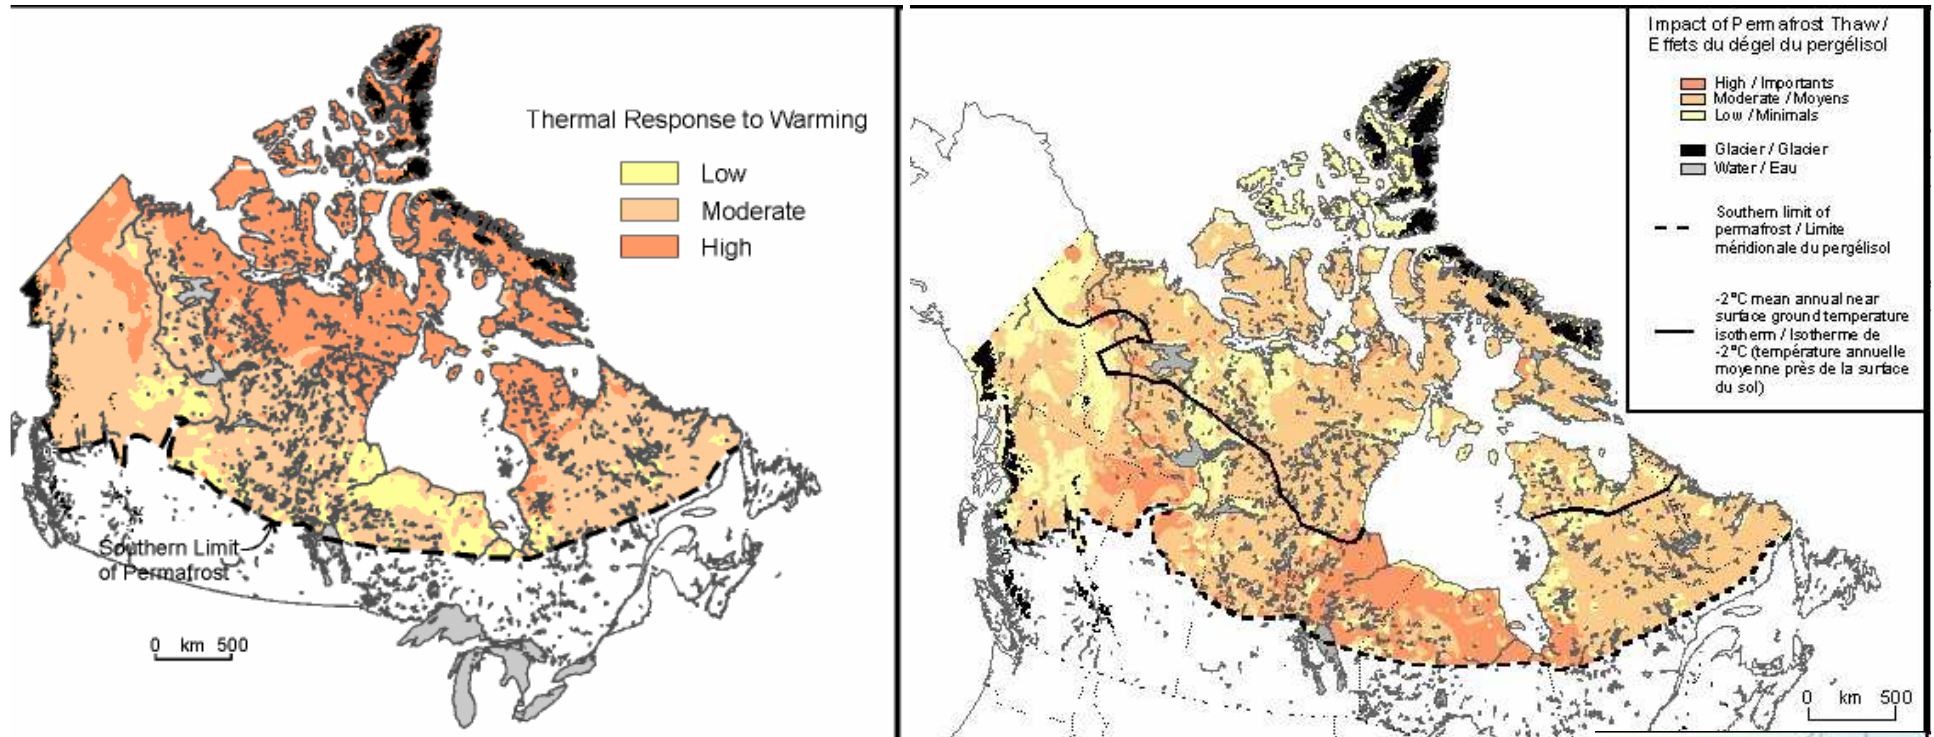 Thermal Response to Warming
Low
Moderate
High
Southern Limit
of Permafrost
0 km 500
Impact of Permafrost Thaw /
Effets du dégel du pergélisol
High / Importants
Moderate / Moyens
Low / Minimals
Glacier / Glacier
Water / Eau
Southern limit of
permafrost / Limite
méridionale du pergélisol
-2°C mean annual near
surface ground temperature
isotherm / Isotherme de
-2°C (température annuelle
moyenne près de la surface
du sol)
0 km 500